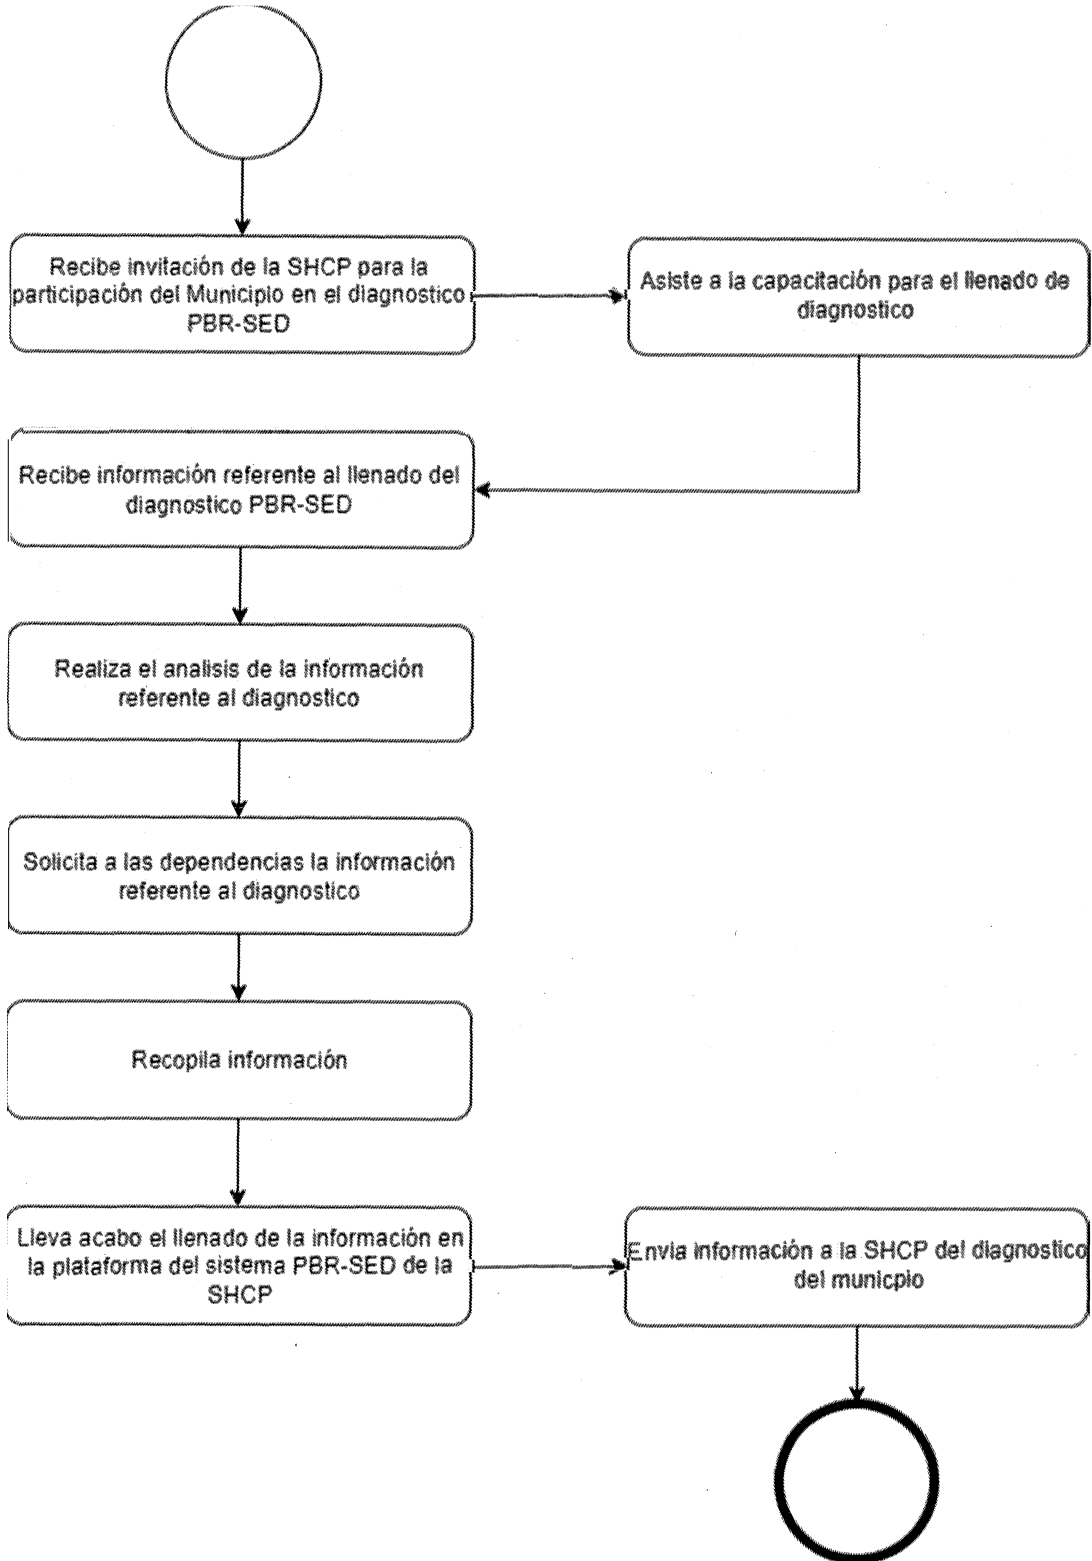 Recibe invitación de la SHCP para la
participación del Municipio en el diagnostico
PBR-SED
Asiste a la capacitación para el llenado de
diagnostico
Recibe información referente al llenado del
diagnostico PBR-SED
Realiza el analisis de la información
referente al diagnostico
Solicita a las dependencias la información
referente al diagnostico
Recopila información
Lleva acabo el llenado de la información en
la plataforma del sistema PBR-SED de la
SHCP
Envia información a la SHCP del diagnostico
del municpio